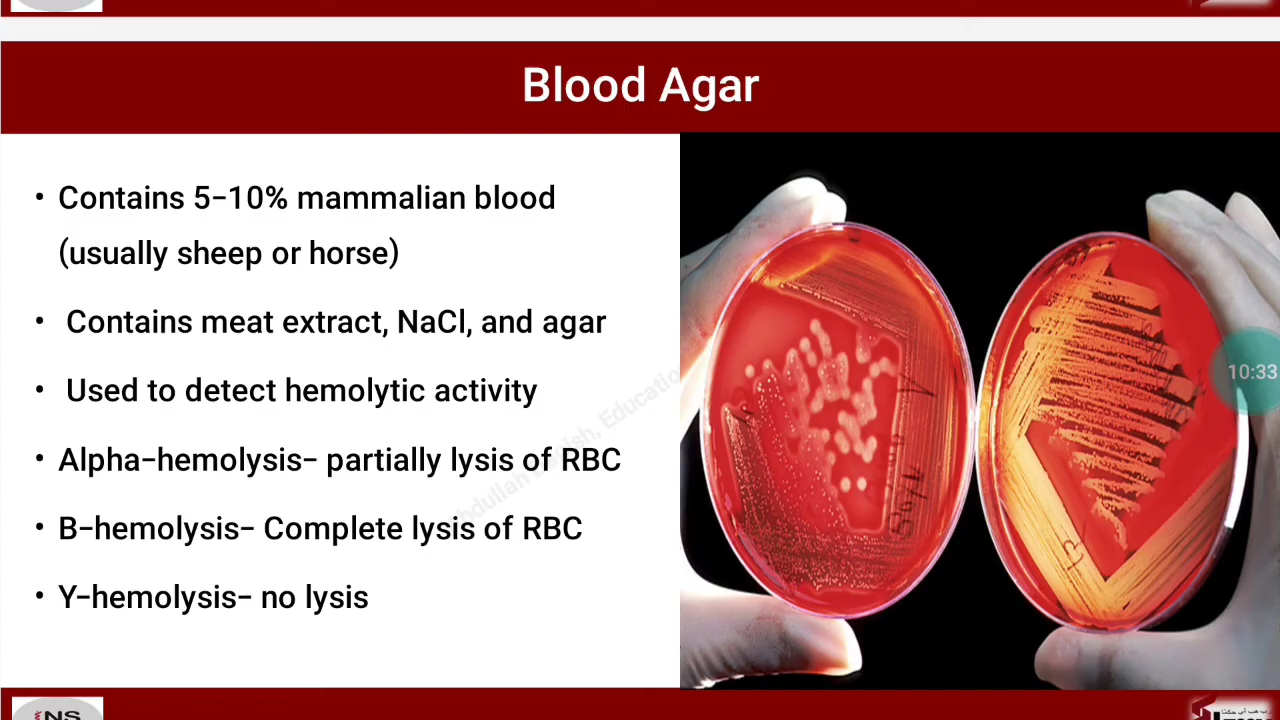 Blood Agar
• Contains 5-10% mammalian blood
(usually sheep or horse)
• Contains meat extract, NaCl, and agar
• Used to detect hemolytic activity
• Alpha-hemolysis- partially lysis of RBC
• B-hemolysis- Complete lysis of RBC
• Y-hemolysis- no lysis
10:33